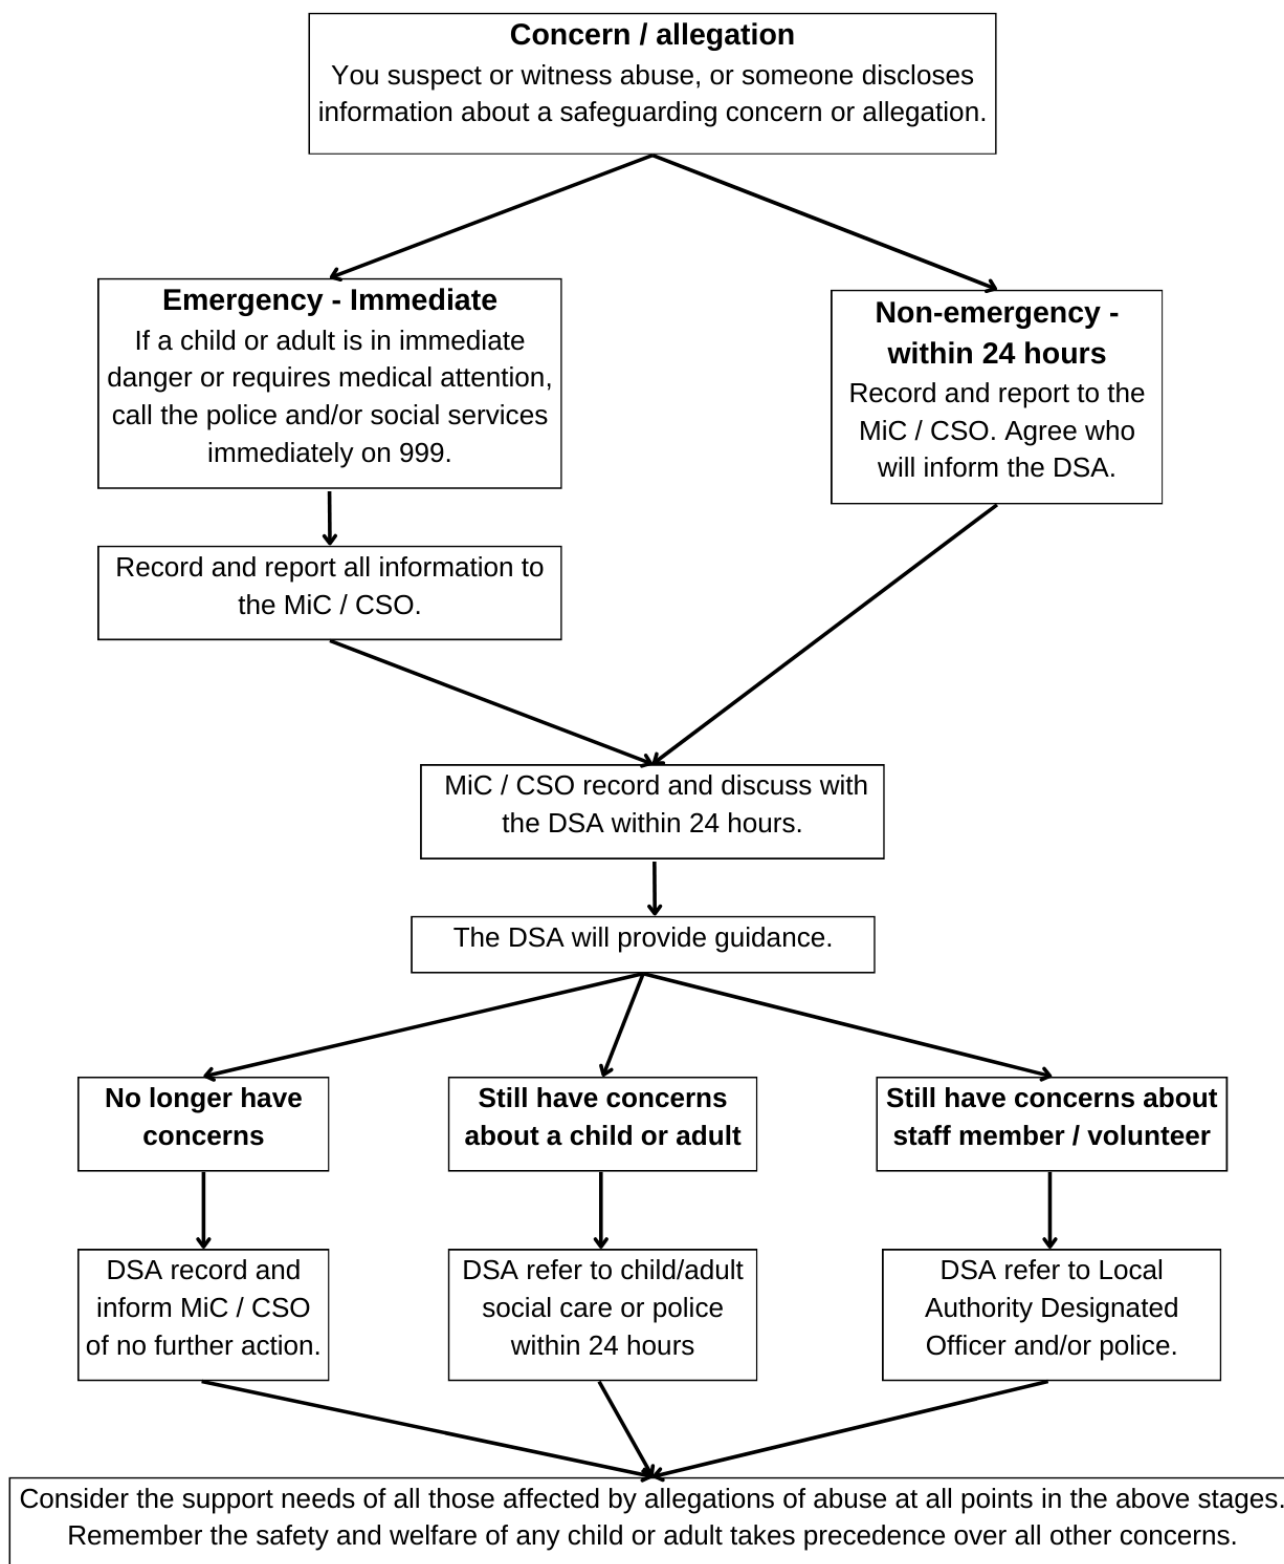 Concern / allegation
You suspect or witness abuse, or someone discloses
information about a safeguarding concern or allegation.
Emergency - Immediate
If a child or adult is in immediate
danger or requires medical attention,
call the police and/or social services
immediately on 999.
Non-emergency -
within 24 hours
Record and report to the
MiC / CSO. Agree who
will inform the DSA.
Record and report all information to
the MiC / CSO.
MiC / CSO record and discuss with
the DSA within 24 hours.
The DSA will provide guidance.
No longer have
concerns
Still have concerns
about a child or adult
Still have concerns about
staff member / volunteer
DSA record and
inform MiC / CSO
of no further action.
DSA refer to child/adult
social care or police
within 24 hours
DSA refer to Local
Authority Designated
Officer and/or police.
Consider the support needs of all those affected by allegations of abuse at all points in the above stages.
Remember the safety and welfare of any child or adult takes precedence over all other concerns.